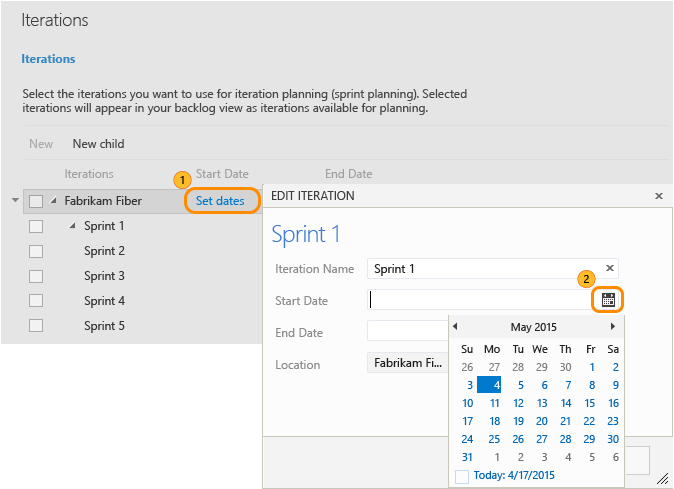 Iterations
Iterations
Select the iterations you want to use for iteration planning (sprint planning). Selected
iterations will appear in your backlog view as iterations available for planning.
New New child
Iterations 1 Start Date End Date
Fabrikam Fiber Set dates
Sprint 1
Sprint 2
Sprint 3
Sprint 4
Sprint 5
EDIT ITERATION
Sprint 1
Iteration Name Sprint 1
2
Start Date
End Date
Location Fabrikam Fi...
May 2015
Su Mo Tu We Th Fr Sa
26 27 28 29 30 1 2
3 4 5 6 7 8 9
10 11 12 13 14 15 16
17 18 19 20 21 22 23
24 25 26 27 28 29 30
31 1 2 3 4 5 6
Today: 4/17/2015